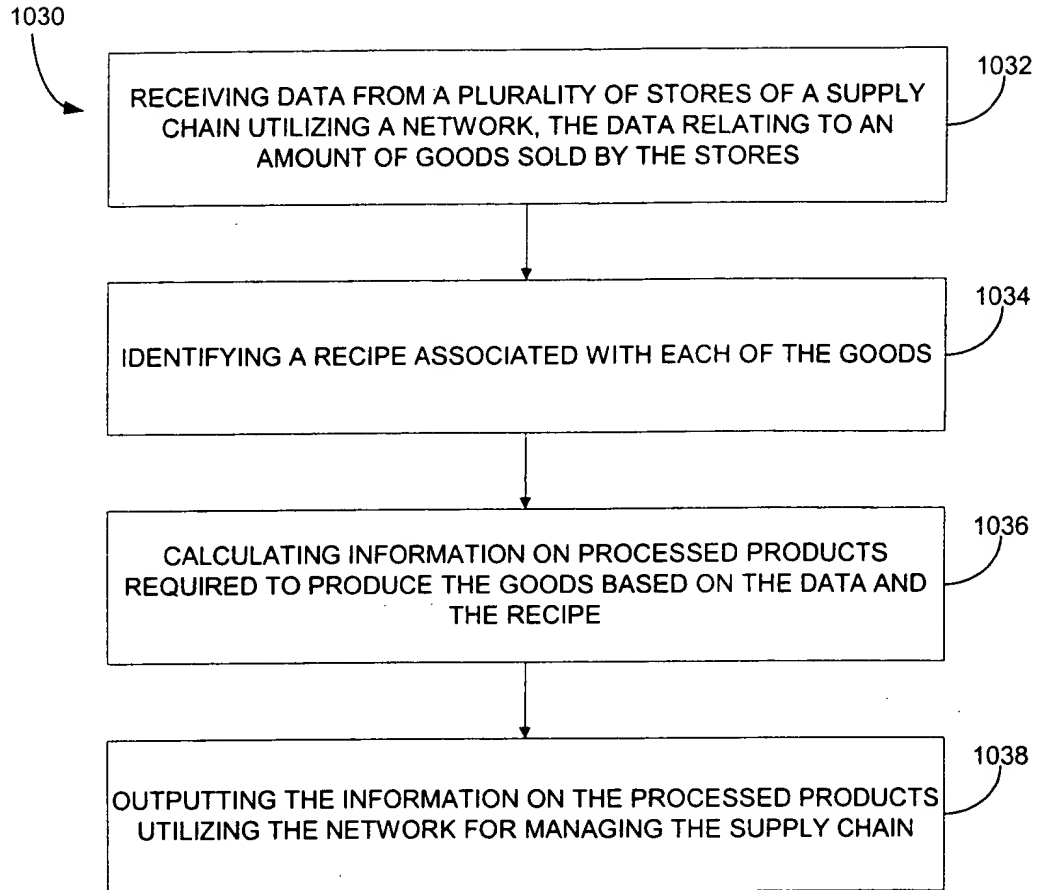 1030
1032
RECEIVING DATA FROM A PLURALITY OF STORES OF A SUPPLY
CHAIN UTILIZING A NETWORK, THE DATA RELATING TO AN
AMOUNT OF GOODS SOLD BY THE STORES
1034
IDENTIFYING A RECIPE ASSOCIATED WITH EACH OF THE GOODS
1036
CALCULATING INFORMATION ON PROCESSED PRODUCTS
REQUIRED TO PRODUCE THE GOODS BASED ON THE DATA AND
THE RECIPE
1038
OUTPUTTING THE INFORMATION ON THE PROCESSED PRODUCTS
UTILIZING THE NETWORK FOR MANAGING THE SUPPLY CHAIN